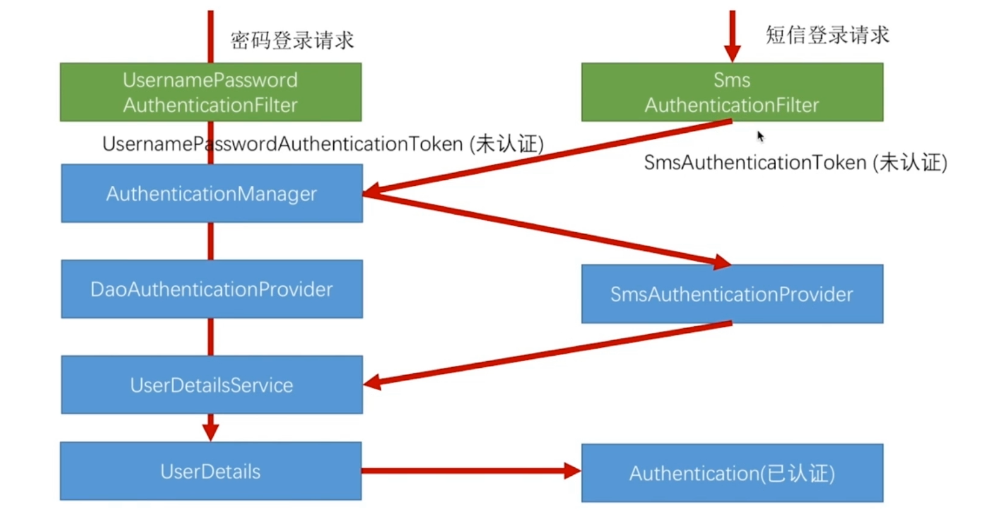 密码登录请求
短信登录请求
UsernamePassword
AuthenticationFilter
Sms
AuthenticationFilter
UsernamePasswordAuthenticationToken (未认证)
SmsAuthenticationToken (未认证)
AuthenticationManager
DaoAuthenticationProvider
SmsAuthenticationProvider
UserDetailsService
UserDetails
Authentication(已认证)